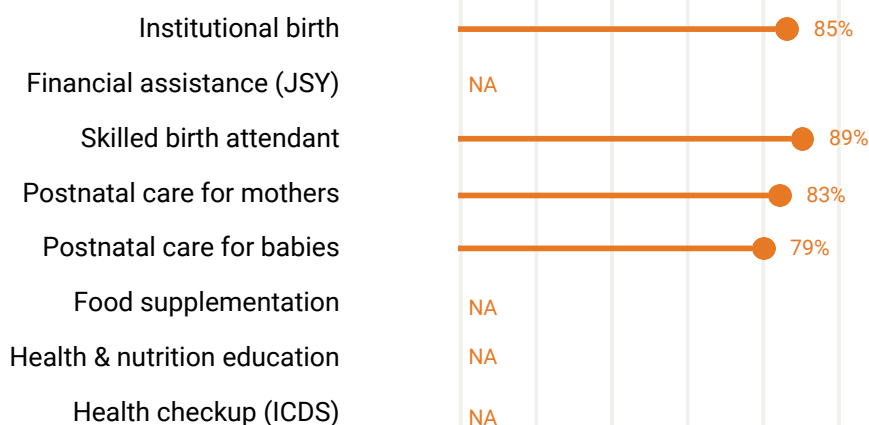 Institutional birth 85%
Financial assistance (JSY) NA
Skilled birth attendant 89%
Postnatal care for mothers 83%
Postnatal care for babies 79%
Food supplementation NA
Health & nutrition education NA
Health checkup (ICDS) NA